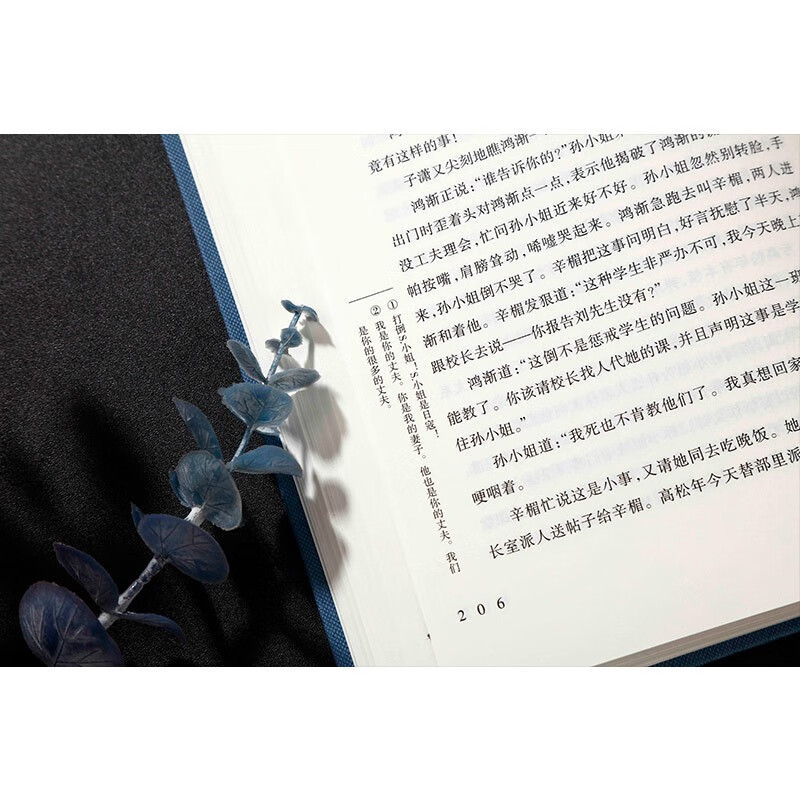 竟有这样的事！
子潇又尖刻地瞧鸿渐一
鸿渐正说：“谁告诉你的？”孙小姐
出门时歪着头对鸿渐点一点，表示他揭破了鸿渐的
没工夫理会，忙问孙小姐近来好不好。孙小姐忽然别转脸，手
帕按嘴，肩膀耸动，唏嘘哭起来。鸿渐急跑去叫辛楣，两人进
来，孙小姐倒不哭了。辛楣把这事问明白，好言抚慰了半天，鸿
渐和着他。辛楣发狠道：“这种学生非严办不可，我今天晚上
跟校长去说——你报告刘先生没有？”
鸿渐道：“这倒不是惩戒学生的问题。孙小姐这一班
能教了。你该请校长找人代她的课，并且声明这事是学
住孙小姐。”
孙小姐道：“我死也不肯教他们了。我真想回家
哽咽着。
辛楣忙说这是小事，又请她同去吃晚饭。她
长室派人送帖子给辛楣。高松年今天替部里派
①打倒S小姐！S小姐是日寇！
②我是你的丈夫。你是我的妻子。他也是你的丈夫。我们
是你的很多的丈夫。
206